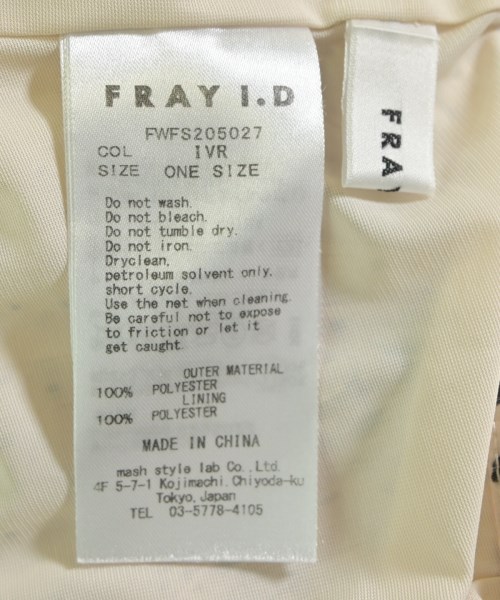 FRAY I.D
FWFS205027
COL IVR
SIZE ONE SIZE
Do not wash.
Do not bleach.
Do not tumble dry.
Do not iron.
Dryclean,
petroleum solvent only.
short cycle.
Use the net when cleaning.
Be careful not to expose
to friction or let it
get caught.
OUTER MATERIAL
100% POLYESTER
LINING
100% POLYESTER
MADE IN CHINA
mash style lab Co.,Ltd.
4F 5-7-1 Kojimachi,Chiyoda-ku
Tokyo,Japan
TEL 03-5778-4105
FRAY